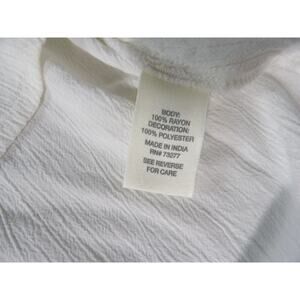 BODY:
100% RAYON
DECORATION:
100% POLYESTER
MADE IN INDIA
RN# 73277
SEE REVERSE
FOR CARE